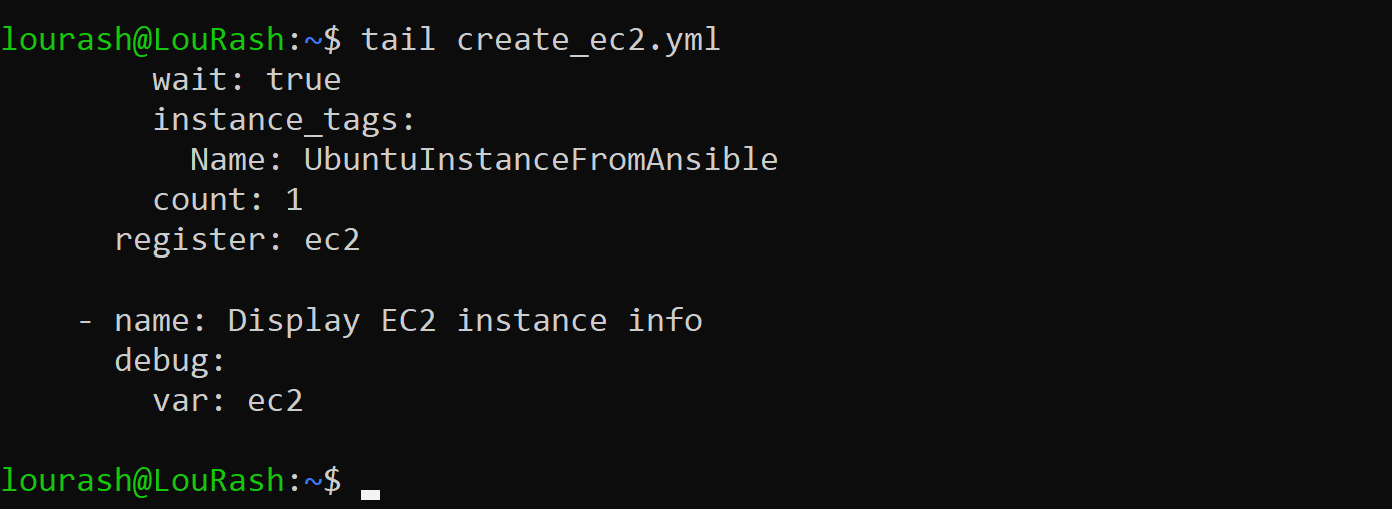 lourash@LouRash:~$ tail create_ec2.yml
        wait: true
        instance_tags:
          Name: UbuntuInstanceFromAnsible
        count: 1
      register: ec2

    - name: Display EC2 instance info
      debug:
        var: ec2

lourash@LouRash:~$